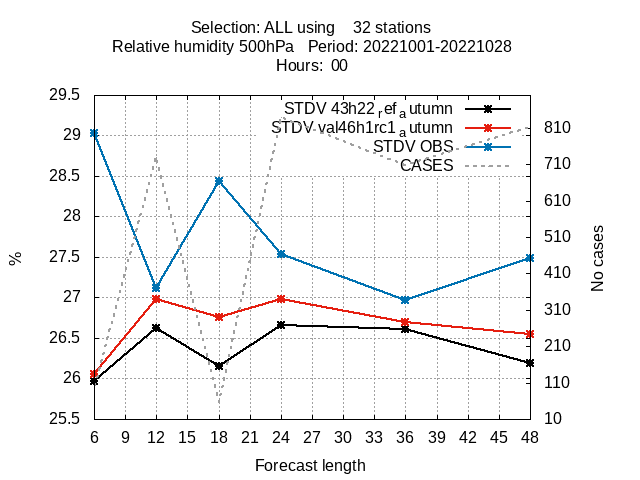 Selection: ALL using    32 stations
Relative humidity 500hPa   Period: 20221001-20221028
Hours:  00
STDV 43h22ref_autumn
STDV val46h1rc1autumn
STDV OBS
CASES
29.5
29
28.5
28
27.5
27
26.5
26
25.5
%
810
710
610
510
410
310
210
110
10
No cases
6 9 12 15 18 21 24 27 30 33 36 39 42 45 48
Forecast length